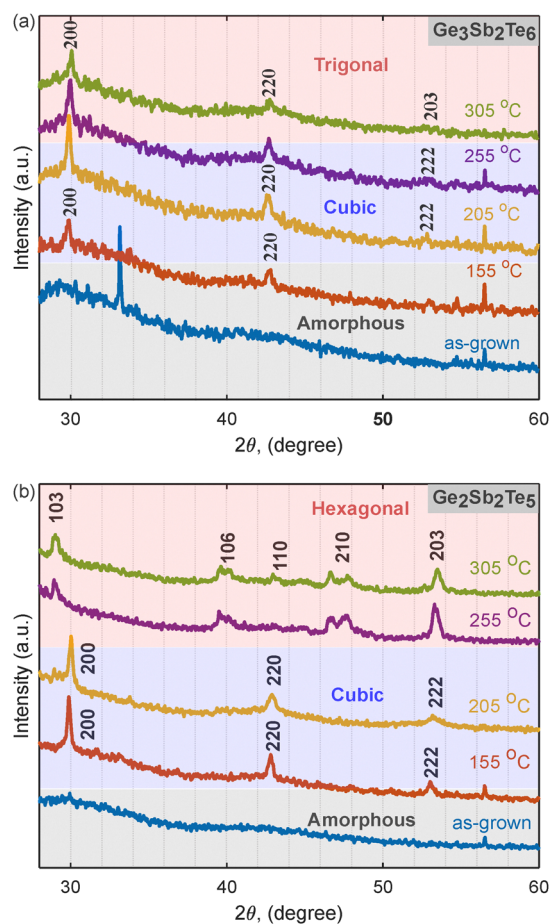 (a)
Ge3Sb2Te6
200
Trigonal
220
203
305 °C
222
255 °C
200
220
Cubic
222
205 °C
220
155 °C
Amorphous
as-grown
Intensity (a.u.)
30 40 50 60
2θ, (degree)
(b)
Ge2Sb2Te5
Hexagonal
103
106
110
210
203
305 °C
255 °C
200
220
Cubic
222
205 °C
200
220
222
155 °C
Amorphous
as-grown
Intensity (a.u.)
30 40 50 60
2θ, (degree)